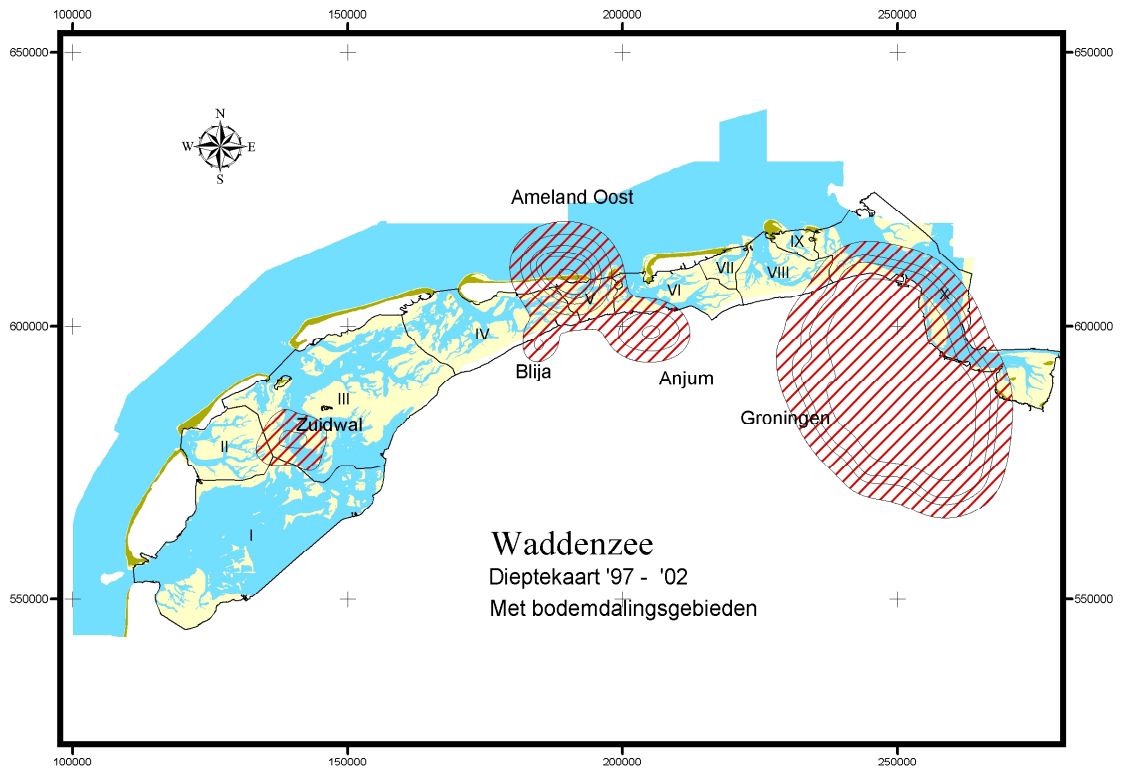 100000 150000 200000 250000
650000 650000
N
W E
S
Ameland Oost
IX
VII
VIII
VI
V
X
600000 600000
IV
Blija
Anjum
III
Groningen
Zuidwal
II
I
Waddenzee
Dieptekaart '97 - '02
Met bodemdalingsgebieden
550000 550000
100000 150000 200000 250000